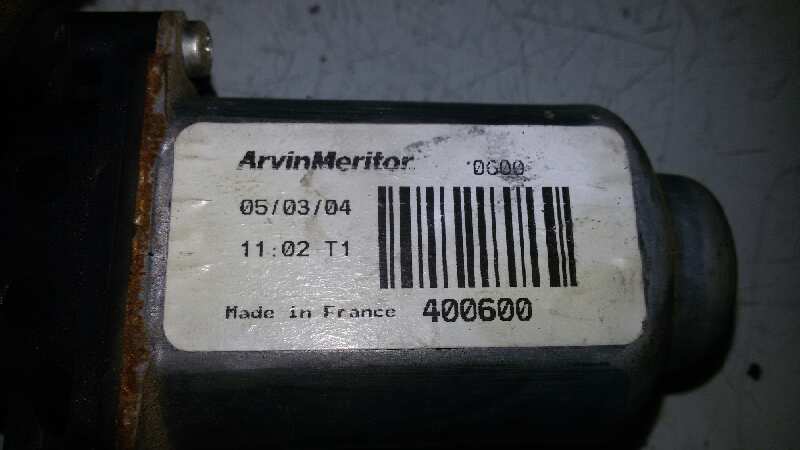 ArvinMeritor 0600
05/03/04
11:02 T1
Made in France 400600